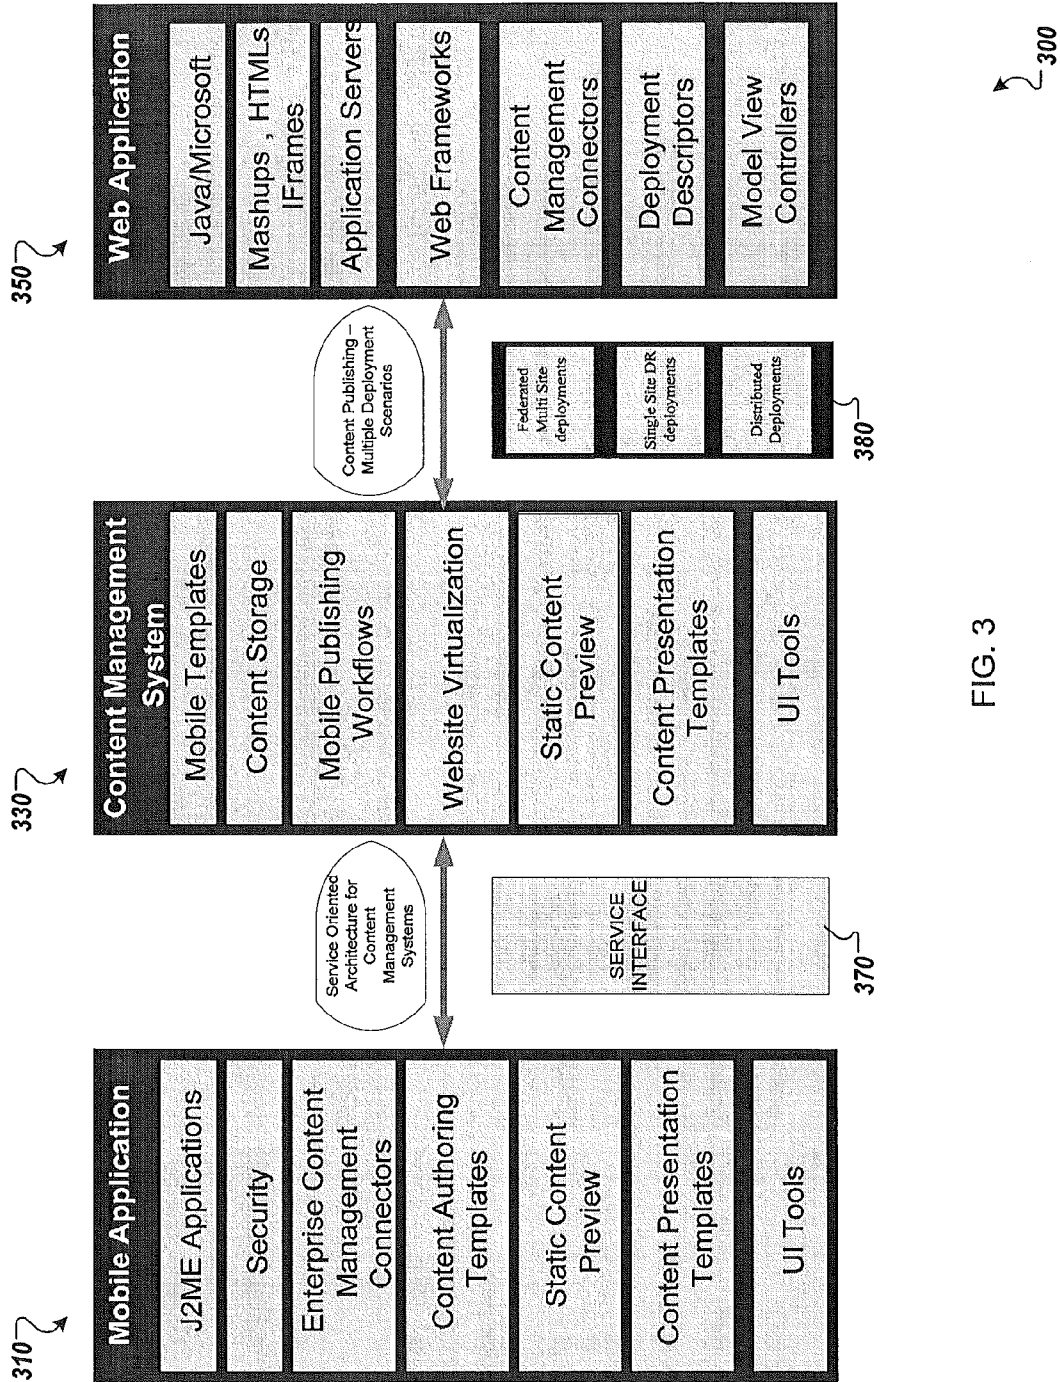 310
Mobile Application
J2ME Applications
Security
Enterprise Content
Management
Connectors
Content Authoring
Templates
Static Content
Preview
Content Presentation
Templates
UI Tools
Service Oriented
Architecture for
Content
Management
Systems
SERVICE
INTERFACE
370
330
Content Management
System
Mobile Templates
Content Storage
Mobile Publishing
Workflows
Website Virtualization
Static Content
Preview
Content Presentation
Templates
UI Tools
Content Publishing –
Multiple Deployment
Scenarios
Federated
Multi Site
deployments
Single Site DR
deployments
Distributed
Deployments
380
350
Web Application
Java/Microsoft
Mashups , HTMLs
IFrames
Application Servers
Web Frameworks
Content
Management
Connectors
Deployment
Descriptors
Model View
Controllers
300
FIG. 3